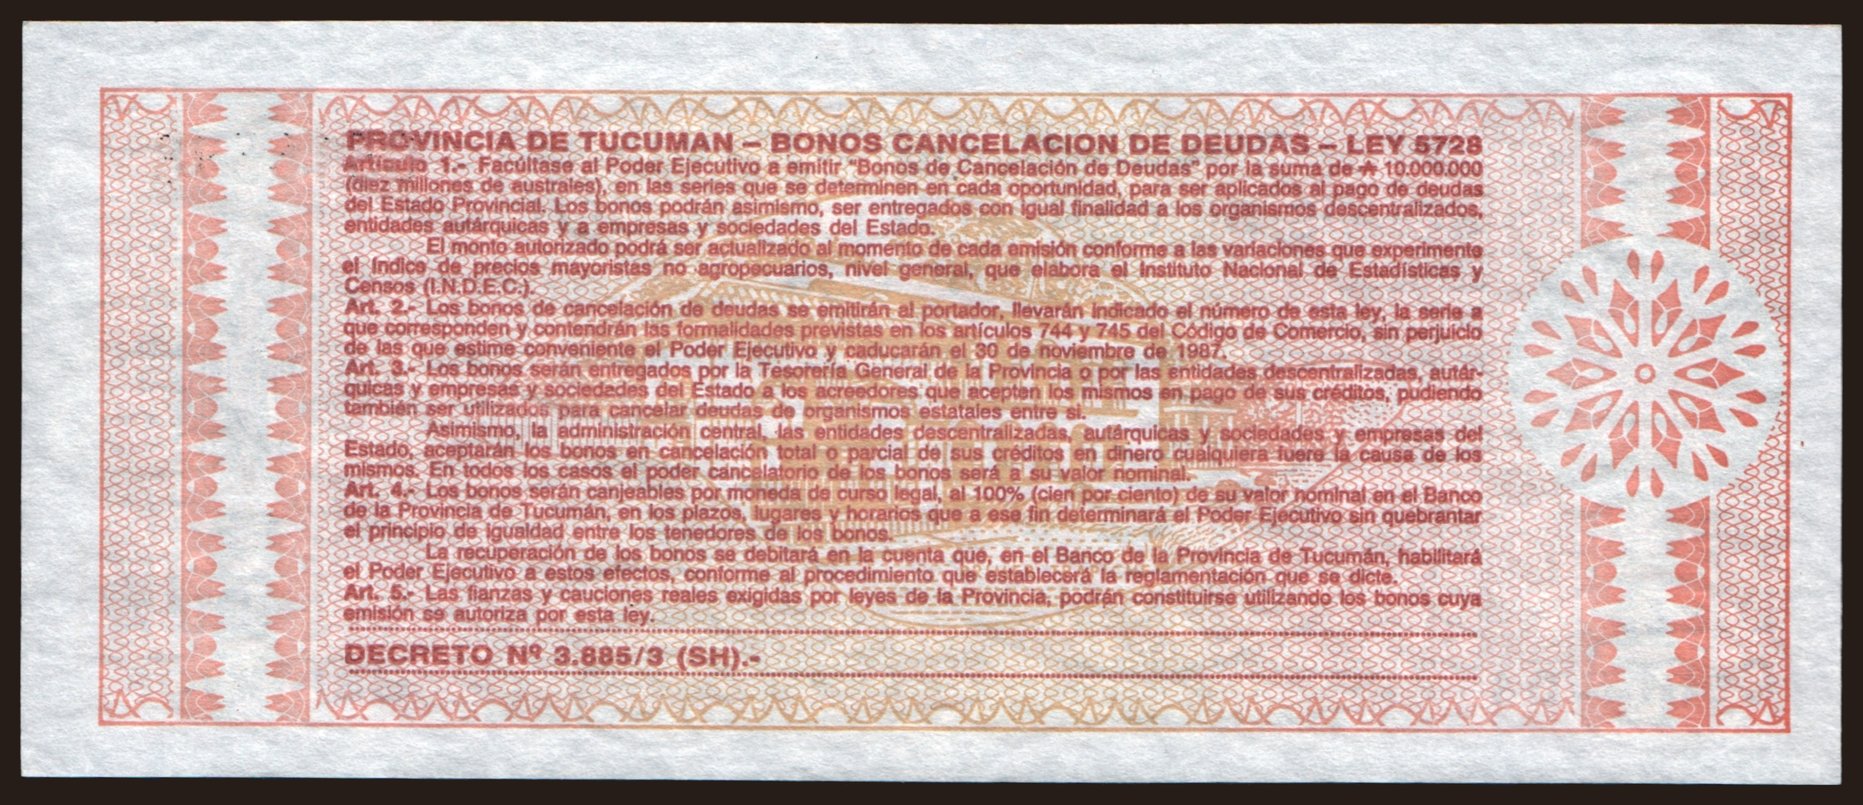 PROVINCIA DE TUCUMAN – BONOS CANCELACION DE DEUDAS – LEY 5728
Artículo 1.- Facúltase al Poder Ejecutivo a emitir "Bonos de Cancelación de Deudas" por la suma de ₳ 10.000.000
(diez millones de australes), en las series que se determinen en cada oportunidad, para ser aplicados al pago de deudas
del Estado Provincial. Los bonos podrán asimismo, ser entregados con igual finalidad a los organismos descentralizados,
entidades autárquicas y a empresas y sociedades del Estado.
El monto autorizado podrá ser actualizado al momento de cada emisión conforme a las variaciones que experimente
el índice de precios mayoristas no agropecuarios, nivel general, que elabora el Instituto Nacional de Estadísticas y
Censos (I.N.D.E.C.).
Art. 2.- Los bonos de cancelación de deudas se emitirán al portador, llevarán indicado el número de esta ley, la serie a
que corresponden y contendrán las formalidades previstas en los artículos 744 y 745 del Código de Comercio, sin perjuicio
de las que estime conveniente el Poder Ejecutivo y caducarán el 30 de noviembre de 1987.
Art. 3.- Los bonos serán entregados por la Tesorería General de la Provincia o por las entidades descentralizadas, autár-
quicas y empresas y sociedades del Estado a los acreedores que acepten los mismos en pago de sus créditos, pudiendo
también ser utilizados para cancelar deudas de organismos estatales entre si.
Asimismo, la administración central, las entidades descentralizadas, autárquicas y sociedades y empresas del
Estado, aceptarán los bonos en cancelación total o parcial de sus créditos en dinero cualquiera fuere la causa de los
mismos. En todos los casos el poder cancelatorio de los bonos será a su valor nominal.
Art. 4.- Los bonos serán canjeables por moneda de curso legal, al 100% (cien por ciento) de su valor nominal en el Banco
de la Provincia de Tucumán, en los plazos, lugares y horarios que a ese fin determinará el Poder Ejecutivo sin quebrantar
el principio de igualdad entre los tenedores de los bonos.
La recuperación de los bonos se debitará en la cuenta que, en el Banco de la Provincia de Tucumán, habilitará
el Poder Ejecutivo a estos efectos, conforme al procedimiento que establecerá la reglamentación que se dicte.
Art. 5.- Las fianzas y cauciones reales exigidas por leyes de la Provincia, podrán constituirse utilizando los bonos cuya
emisión se autoriza por esta ley.
DECRETO Nº 3.885/3 (SH).-